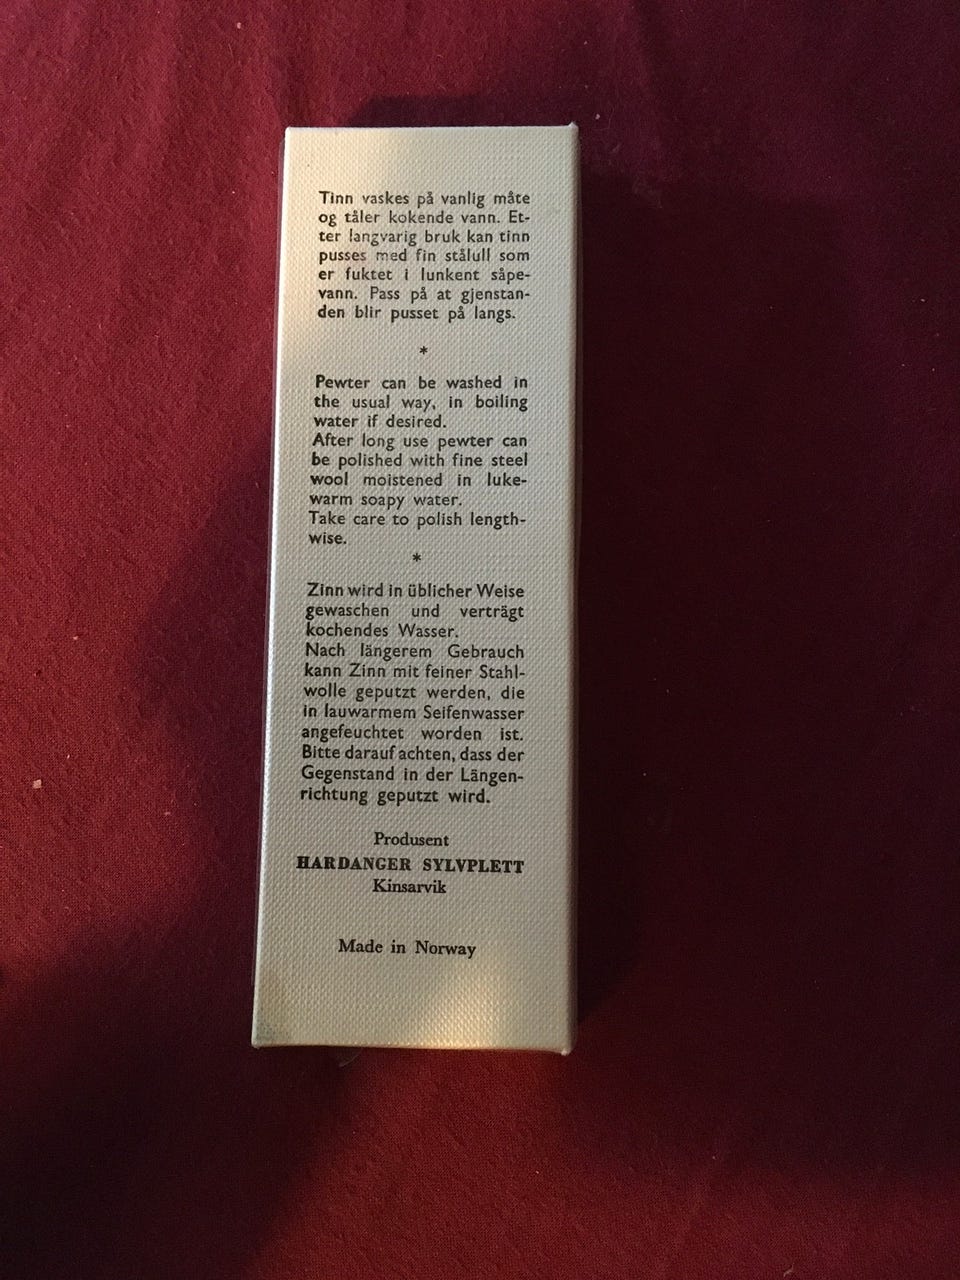 Tinn vaskes på vanlig måte
og tåler kokende vann. Et-
ter langvarig bruk kan tinn
pusses med fin stålull som
er fuktet i lunkent såpe-
vann. Pass på at gjenstan-
den blir pusset på langs.
*
Pewter can be washed in
the usual way, in boiling
water if desired.
After long use pewter can
be polished with fine steel
wool moistened in luke-
warm soapy water.
Take care to polish length-
wise.
*
Zinn wird in üblicher Weise
gewaschen und verträgt
kochendes Wasser.
Nach längerem Gebrauch
kann Zinn mit feiner Stahl-
wolle geputzt werden, die
in lauwarmem Seifenwasser
angefeuchtet worden ist.
Bitte darauf achten, dass der
Gegenstand in der Längen-
richtung geputzt wird.
Produsent
HARDANGER SYLVPLETT
Kinsarvik
Made in Norway